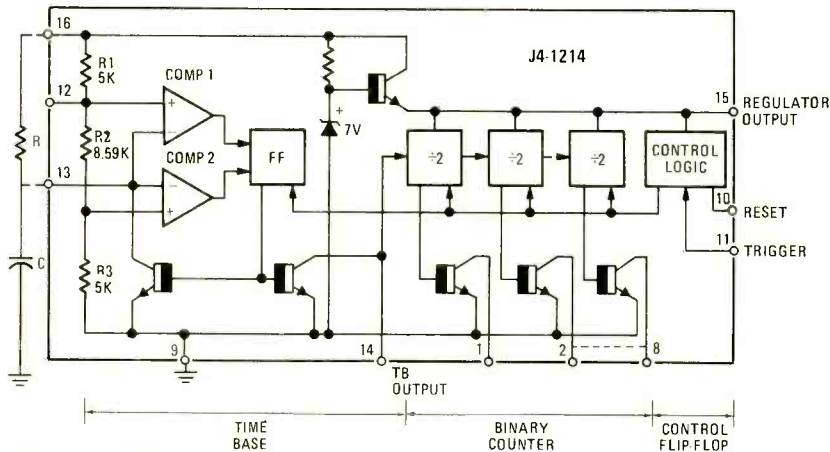 16
J4-1214
R1
5K
COMP 1
12
+
−
R2
8.59K
COMP 2
R
13
−
+
FF
+
7V
÷2
÷2
÷2
CONTROL
LOGIC
15
REGULATOR
OUTPUT
10
RESET
11
TRIGGER
C
R3
5K
9
14
TB
OUTPUT
1
2
8
TIME
BASE
BINARY
COUNTER
CONTROL
FLIP-FLOP